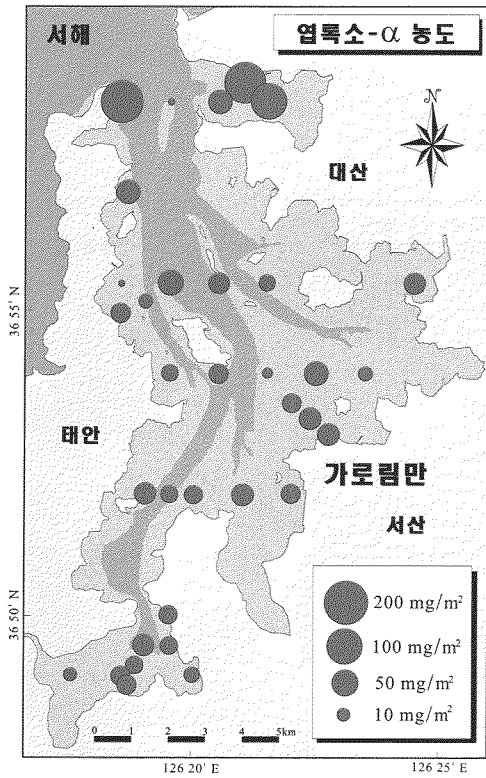 서해
엽록소-α 농도
N
대산
36 55' N
태안
가로림만
서산
200 mg/m²
100 mg/m²
50 mg/m²
10 mg/m²
36 50' N
0 1 2 3 4 5km
126 20' E
126 25' E